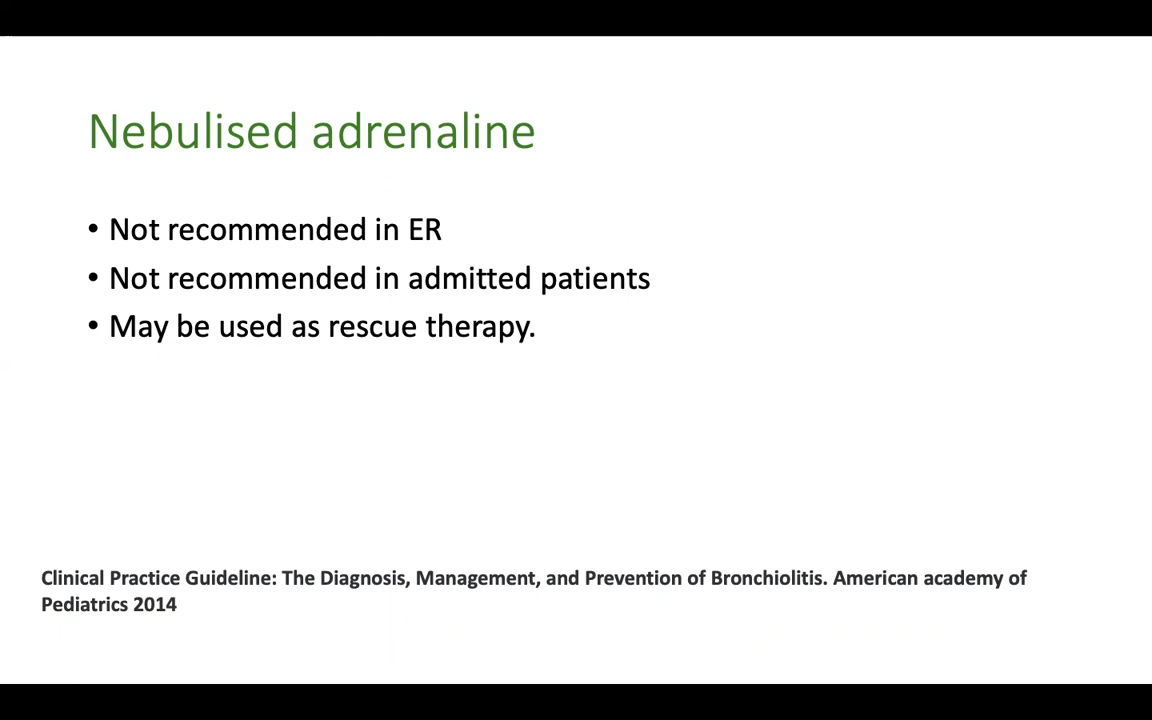 Nebulised adrenaline
• Not recommended in ER
• Not recommended in admitted patients
• May be used as rescue therapy.
Clinical Practice Guideline: The Diagnosis, Management, and Prevention of Bronchiolitis. American academy of
Pediatrics 2014